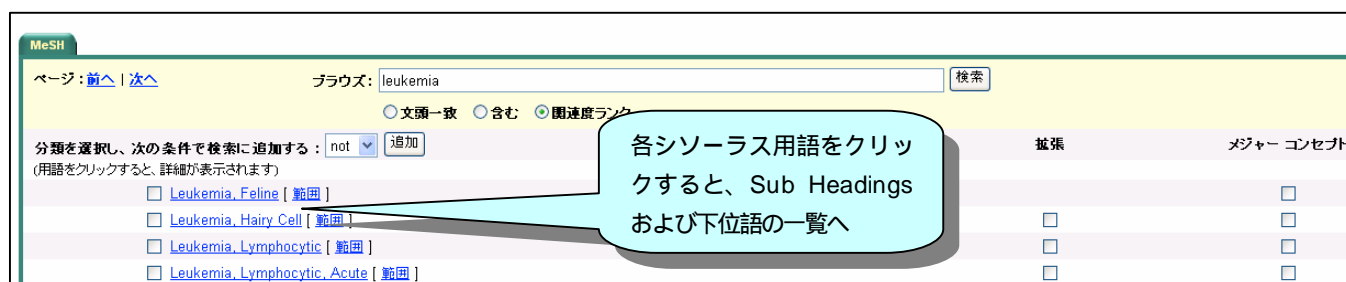 MeSH
ページ：前へ | 次へ ブラウズ： leukemia 検索
文頭一致 含む 関連度ランク
分類を選択し、次の条件で検索に追加する： not 追加 拡張 メジャー コンセプト
(用語をクリックすると、詳細が表示されます)
Leukemia, Feline [ 範囲 ]
Leukemia, Hairy Cell [ 範囲 ]
Leukemia, Lymphocytic [ 範囲 ]
Leukemia, Lymphocytic, Acute [ 範囲 ]
各シソーラス用語をクリッ
クすると、Sub Headings
および下位語の一覧へ